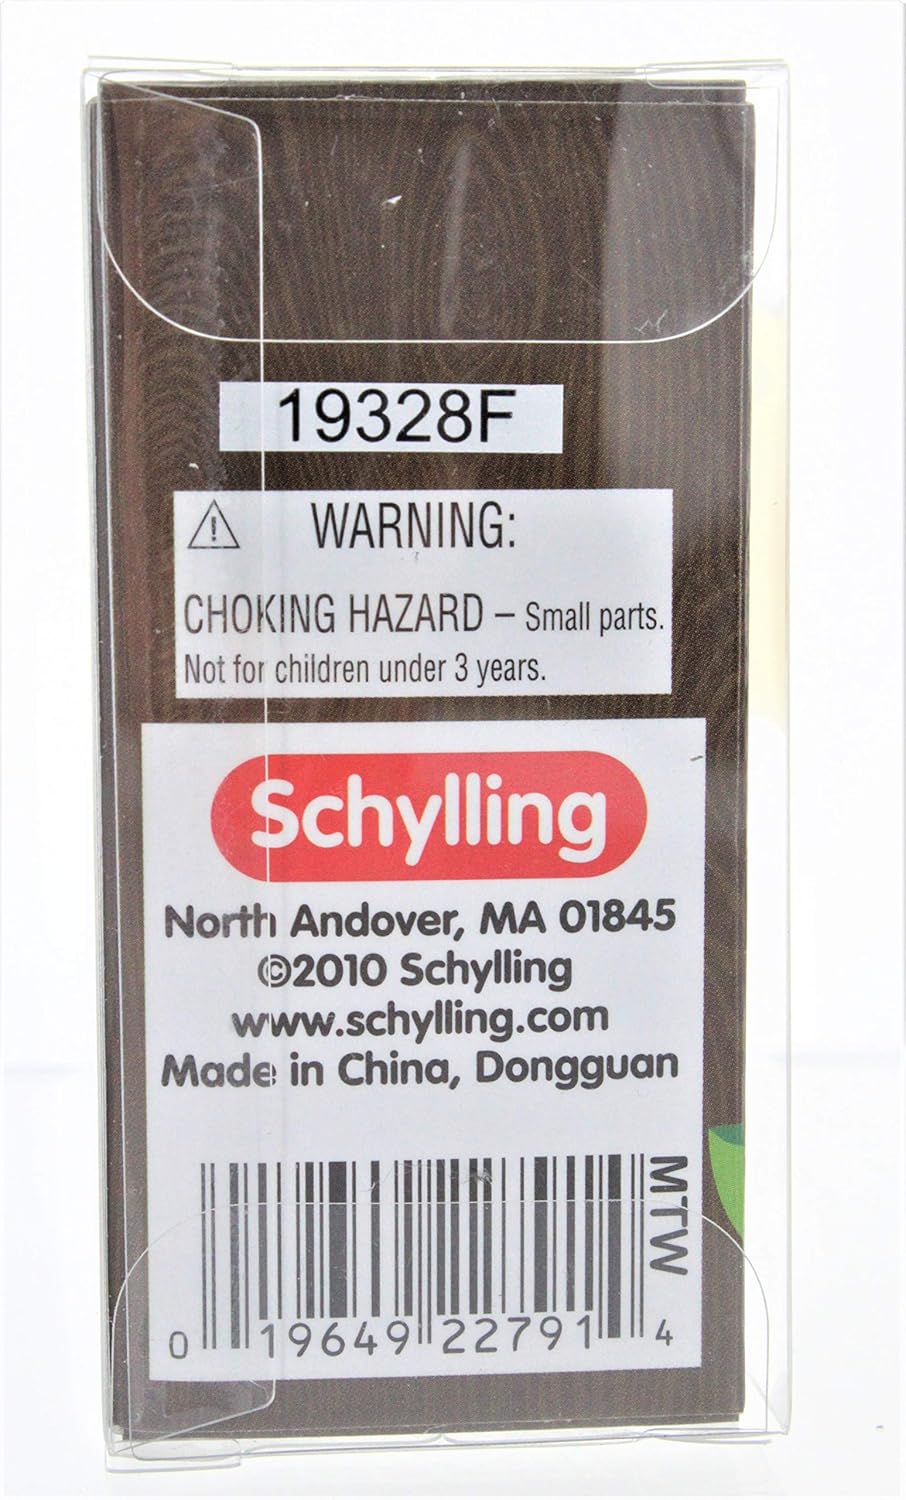 19328F
WARNING:
CHOKING HAZARD – Small parts.
Not for children under 3 years.
Schylling
North Andover, MA 01845
©2010 Schylling
www.schylling.com
Made in China, Dongguan
MTW
0 19649 22791 4